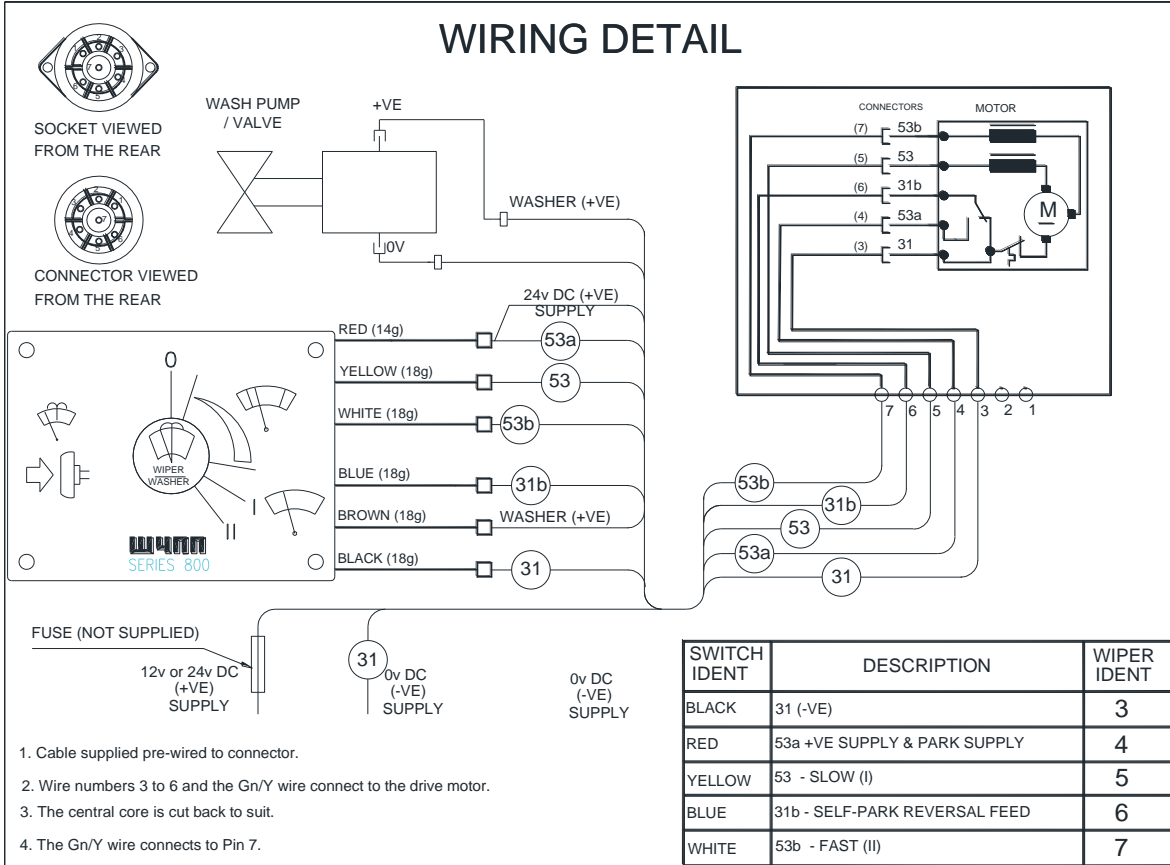 WIRING DETAIL
SOCKET VIEWED
FROM THE REAR
CONNECTOR VIEWED
FROM THE REAR
WASH PUMP
/ VALVE
+VE
0V
WASHER (+VE)
24v DC (+VE)
SUPPLY
RED (14g)
53a
YELLOW (18g)
53
WHITE (18g)
53b
BLUE (18g)
31b
BROWN (18g)
WASHER (+VE)
BLACK (18g)
31
0
I
II
WIPER
WASHER
WYNN
SERIES 800
CONNECTORS
MOTOR
(7) 53b
(5) 53
(6) 31b
(4) 53a
(3) 31
M
7 6 5 4 3 2 1
53b
31b
53
53a
31
FUSE (NOT SUPPLIED)
12v or 24v DC
(+VE)
SUPPLY
31
0v DC
(-VE)
SUPPLY
0v DC
(-VE)
SUPPLY
1. Cable supplied pre-wired to connector.
2. Wire numbers 3 to 6 and the Gn/Y wire connect to the drive motor.
3. The central core is cut back to suit.
4. The Gn/Y wire connects to Pin 7.
SWITCH
IDENT
DESCRIPTION
WIPER
IDENT
BLACK 31 (-VE) 3
RED 53a +VE SUPPLY & PARK SUPPLY 4
YELLOW 53 - SLOW (I) 5
BLUE 31b - SELF-PARK REVERSAL FEED 6
WHITE 53b - FAST (II) 7